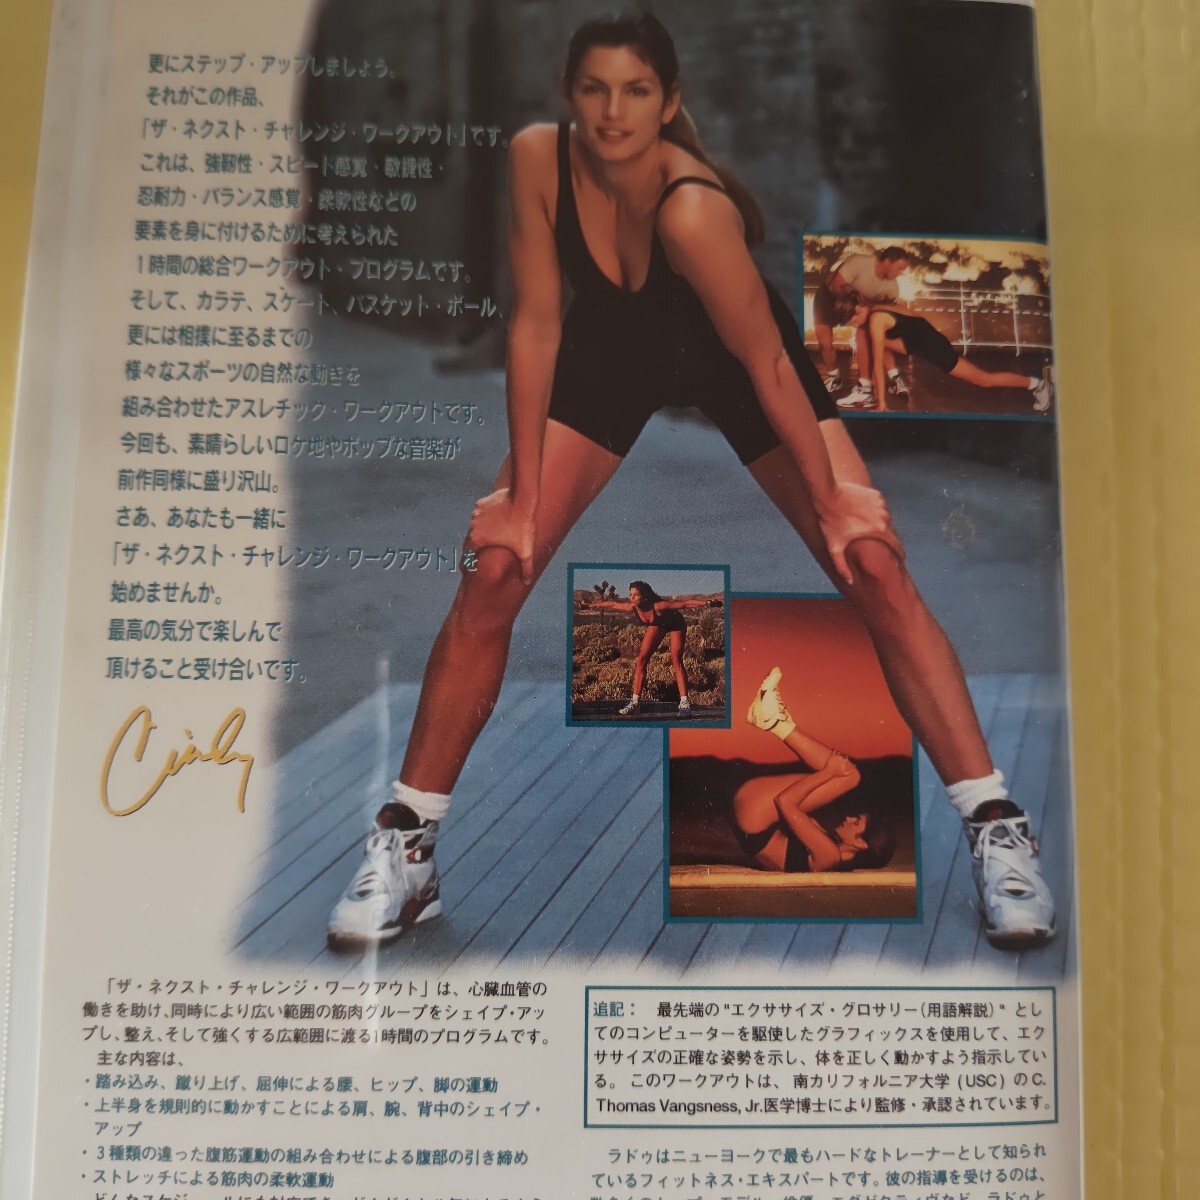 更にステップ・アップしましょう。
それがこの作品、
「ザ・ネクスト・チャレンジ・ワークアウト」です。
これは、強靭性・スピード感覚・敏捷性・
忍耐力・バランス感覚・柔軟性などの
要素を身に付けるために考えられた
1時間の総合ワークアウト・プログラムです。
そして、カラテ、スケート、バスケット・ボール、
更には相撲に至るまでの
様々なスポーツの自然な動きを
組み合わせたアスレチック・ワークアウトです。
今回も、素晴らしいロケ地やポップな音楽が
前作同様に盛り沢山。
さあ、あなたも一緒に
「ザ・ネクスト・チャレンジ・ワークアウト」を
始めませんか。
最高の気分で楽しんで
頂けること受け合いです。
Cindy
「ザ・ネクスト・チャレンジ・ワークアウト」は、心臓血管の
働きを助け、同時により広い範囲の筋肉グループをシェイプ・アッ
プし、整え、そして強くする広範囲に渡る1時間のプログラムです。
主な内容は、
・踏み込み、蹴り上げ、屈伸による腰、ヒップ、脚の運動
・上半身を規則的に動かすことによる肩、腕、背中のシェイプ・
アップ
・3種類の違った腹筋運動の組み合わせによる腹部の引き締め
・ストレッチによる筋肉の柔軟運動
追記： 最先端の"エクササイズ・グロサリー(用語解説)"とし
てのコンピューターを駆使したグラフィックスを使用して、エク
ササイズの正確な姿勢を示し、体を正しく動かすよう指示してい
る。このワークアウトは、南カリフォルニア大学(USC)のC.
Thomas Vangsness, Jr.医学博士により監修・承認されています。
ラドゥはニューヨークで最もハードなトレーナーとして知られ
ているフィットネス・エキスパートです。彼の指導を受けるのは、